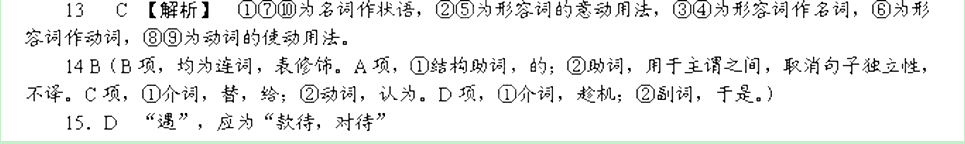 13 C 【解析】 ①⑦⑩为名词作状语，②⑤为形容词的意动用法，③④为形容词作名词，⑥为形
容词作动词，⑧⑨为动词的使动用法。
14 B（B 项，均为连词，表修饰。A 项，①结构助词，的；②助词，用于主谓之间，取消句子独立性，
不译。C 项，①介词，替，给；②动词，认为。D 项，①介词，趁机；②副词，于是。）
15．D “遇”，应为“款待，对待”